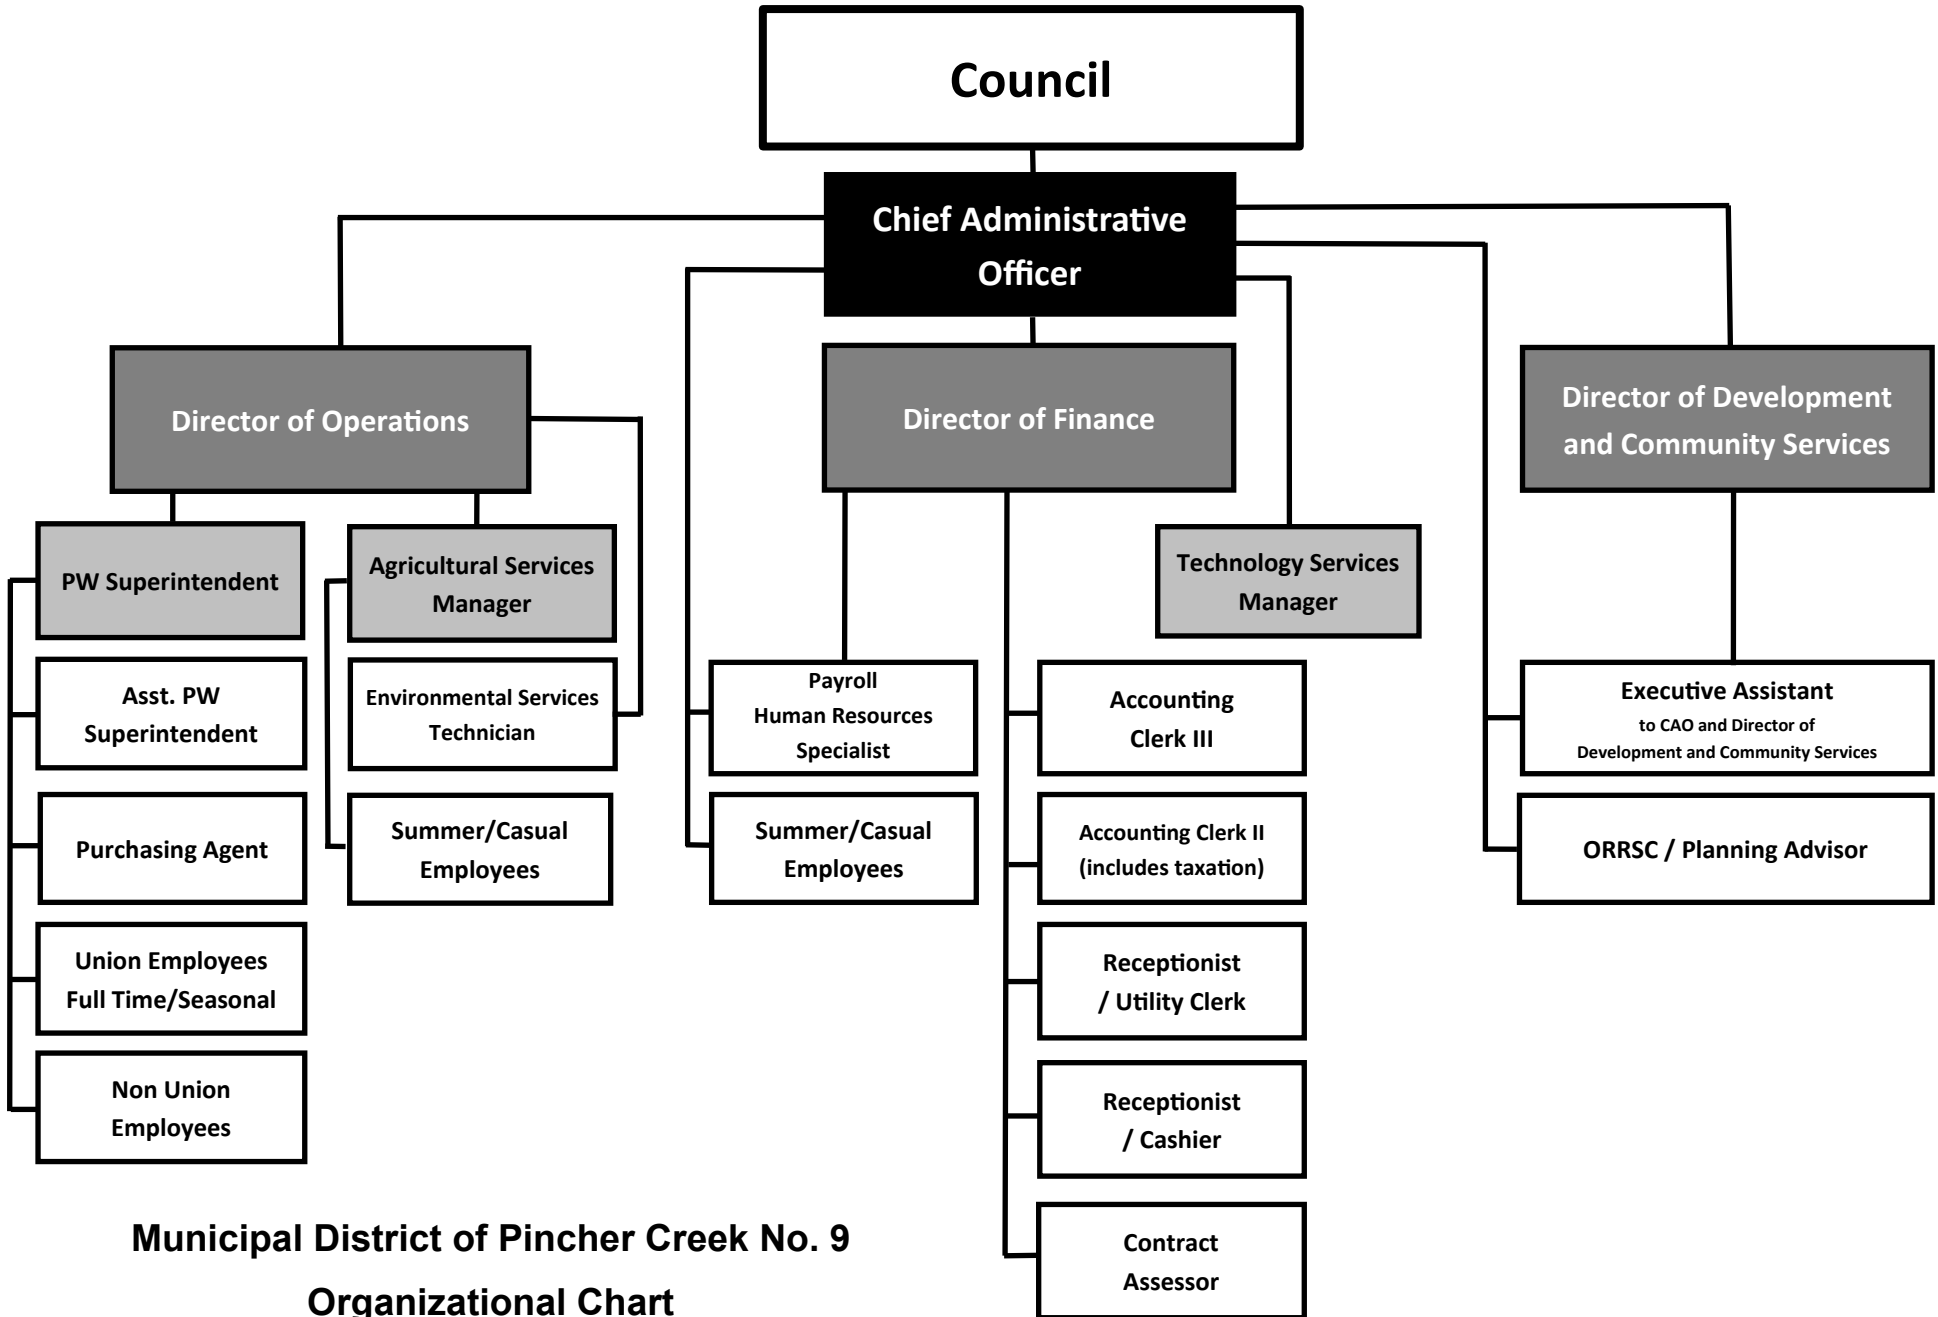 Council
Chief Administrative
Officer
Director of Operations
Director of Finance
Director of Development
and Community Services
PW Superintendent
Agricultural Services
Manager
Technology Services
Manager
Asst. PW
Superintendent
Environmental Services
Technician
Payroll
Human Resources
Specialist
Accounting
Clerk III
Executive Assistant
to CAO and Director of
Development and Community Services
Purchasing Agent
Summer/Casual
Employees
Summer/Casual
Employees
Accounting Clerk II
(includes taxation)
ORRSC / Planning Advisor
Union Employees
Full Time/Seasonal
Receptionist
/ Utility Clerk
Non Union
Employees
Receptionist
/ Cashier
Contract
Assessor
Municipal District of Pincher Creek No. 9
Organizational Chart